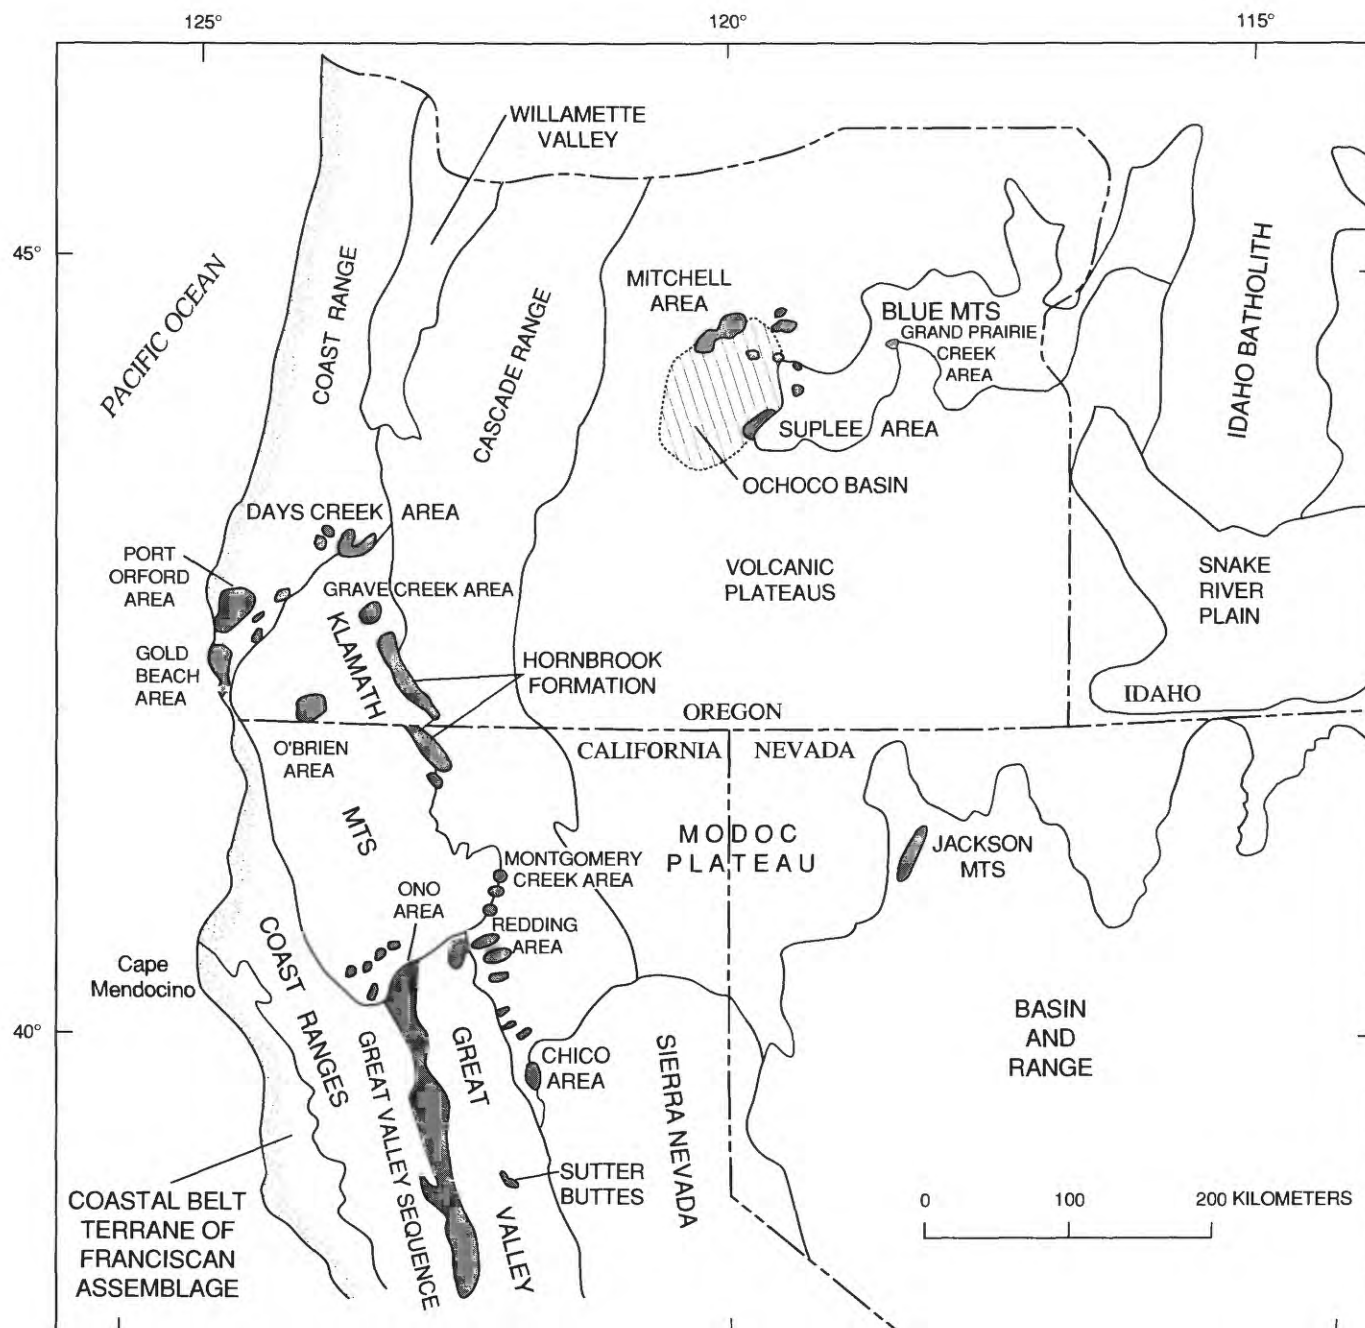 125°
120°
115°
WILLAMETTE
VALLEY
45°
PACIFIC OCEAN
COAST RANGE
CASCADE RANGE
MITCHELL
AREA
BLUE MTS
GRAND PRAIRIE
CREEK
AREA
IDAHO BATHOLITH
SUPLEE AREA
OCHOCO BASIN
DAYS CREEK AREA
PORT
ORFORD
AREA
GRAVE CREEK AREA
VOLCANIC
PLATEAUS
SNAKE
RIVER
PLAIN
GOLD
BEACH
AREA
KLAMATH
HORNBROOK
FORMATION
IDAHO
OREGON
O'BRIEN
AREA
CALIFORNIA
NEVADA
MTS
MODOC
PLATEAU
JACKSON
MTS
MONTGOMERY
CREEK AREA
ONO
AREA
REDDING
AREA
Cape
Mendocino
COAST
RANGES
40°
GREAT VALLEY SEQUENCE
GREAT
VALLEY
CHICO
AREA
SIERRA NEVADA
BASIN
AND
RANGE
SUTTER
BUTTES
COASTAL BELT
TERRANE OF
FRANCISCAN
ASSEMBLAGE
0 100 200 KILOMETERS